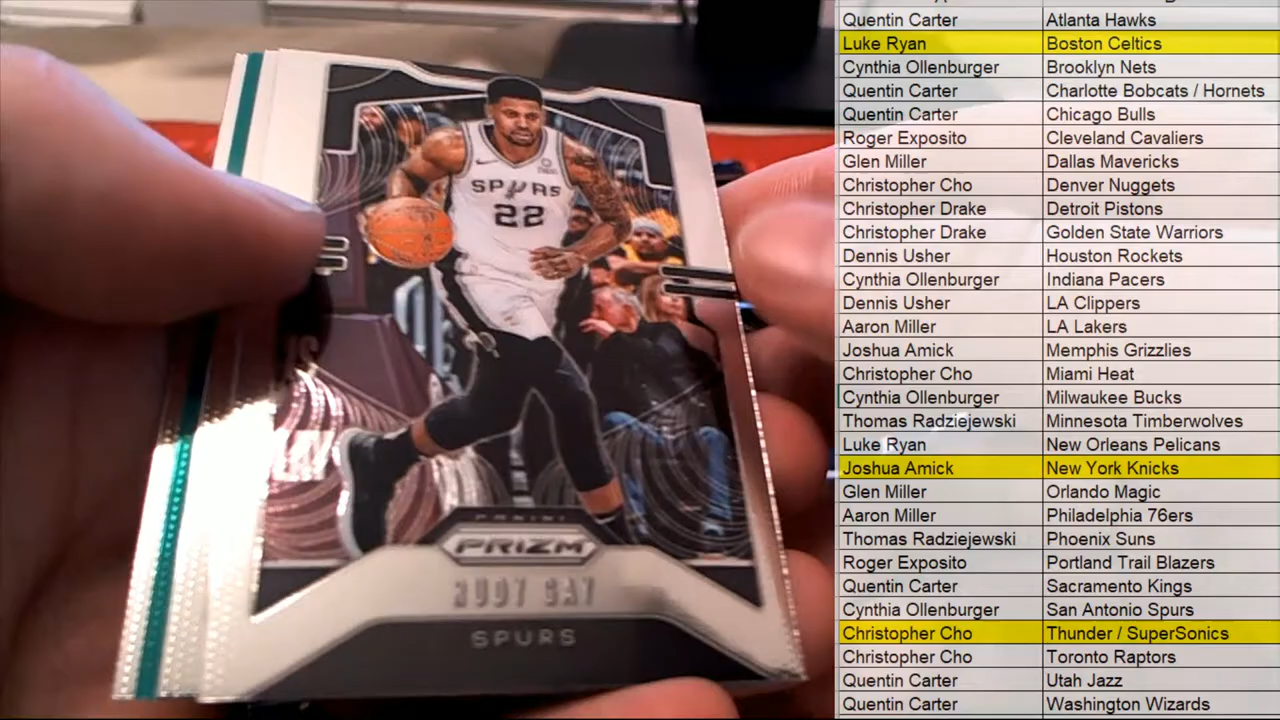 SPURS
22
PANINI
PRIZM
RUDY GAY
SPURS
Quentin Carter Atlanta Hawks
Luke Ryan Boston Celtics
Cynthia Ollenburger Brooklyn Nets
Quentin Carter Charlotte Bobcats / Hornets
Quentin Carter Chicago Bulls
Roger Exposito Cleveland Cavaliers
Glen Miller Dallas Mavericks
Christopher Cho Denver Nuggets
Christopher Drake Detroit Pistons
Christopher Drake Golden State Warriors
Dennis Usher Houston Rockets
Cynthia Ollenburger Indiana Pacers
Dennis Usher LA Clippers
Aaron Miller LA Lakers
Joshua Amick Memphis Grizzlies
Christopher Cho Miami Heat
Cynthia Ollenburger Milwaukee Bucks
Thomas Radziejewski Minnesota Timberwolves
Luke Ryan New Orleans Pelicans
Joshua Amick New York Knicks
Glen Miller Orlando Magic
Aaron Miller Philadelphia 76ers
Thomas Radziejewski Phoenix Suns
Roger Exposito Portland Trail Blazers
Quentin Carter Sacramento Kings
Cynthia Ollenburger San Antonio Spurs
Christopher Cho Thunder / SuperSonics
Christopher Cho Toronto Raptors
Quentin Carter Utah Jazz
Quentin Carter Washington Wizards